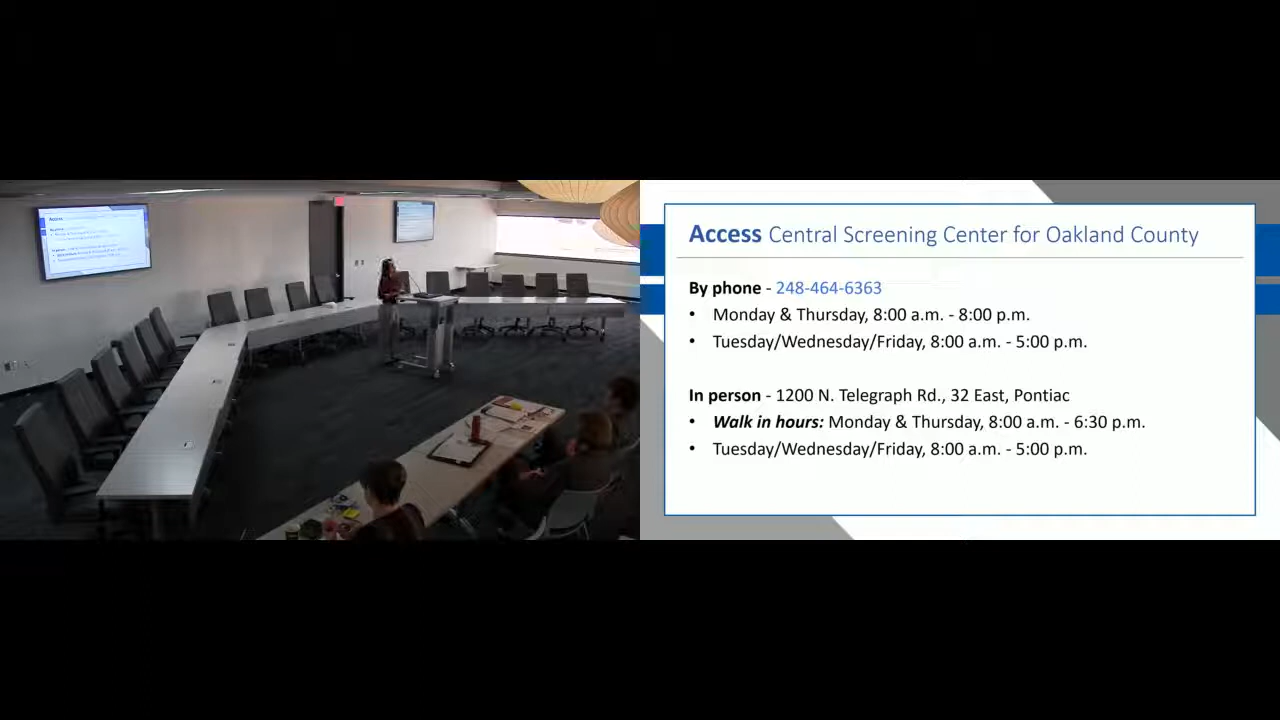 Access Central Screening Center for Oakland County
By phone - 248-464-6363
• Monday & Thursday, 8:00 a.m. - 8:00 p.m.
• Tuesday/Wednesday/Friday, 8:00 a.m. - 5:00 p.m.
In person - 1200 N. Telegraph Rd., 32 East, Pontiac
• Walk in hours: Monday & Thursday, 8:00 a.m. - 6:30 p.m.
• Tuesday/Wednesday/Friday, 8:00 a.m. - 5:00 p.m.